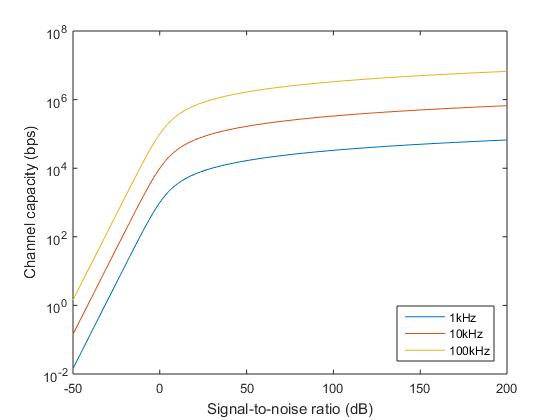 10^8
10^6
10^4
10^2
10^0
10^-2
Channel capacity (bps)
-50 0 50 100 150 200
Signal-to-noise ratio (dB)
1kHz
10kHz
100kHz